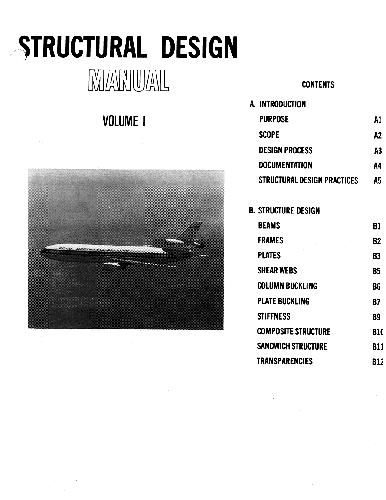 STRUCTURAL DESIGN
MANUAL
VOLUME I
CONTENTS
A. INTRODUCTION
PURPOSE A1
SCOPE A2
DESIGN PROCESS A3
DOCUMENTATION A4
STRUCTURAL DESIGN PRACTICES A5
B. STRUCTURE DESIGN
BEAMS B1
FRAMES B2
PLATES B3
SHEAR WEBS B5
COLUMN BUCKLING B6
PLATE BUCKLING B7
STIFFNESS B9
COMPOSITE STRUCTURE B10
SANDWICH STRUCTURE B11
TRANSPARENCIES B12